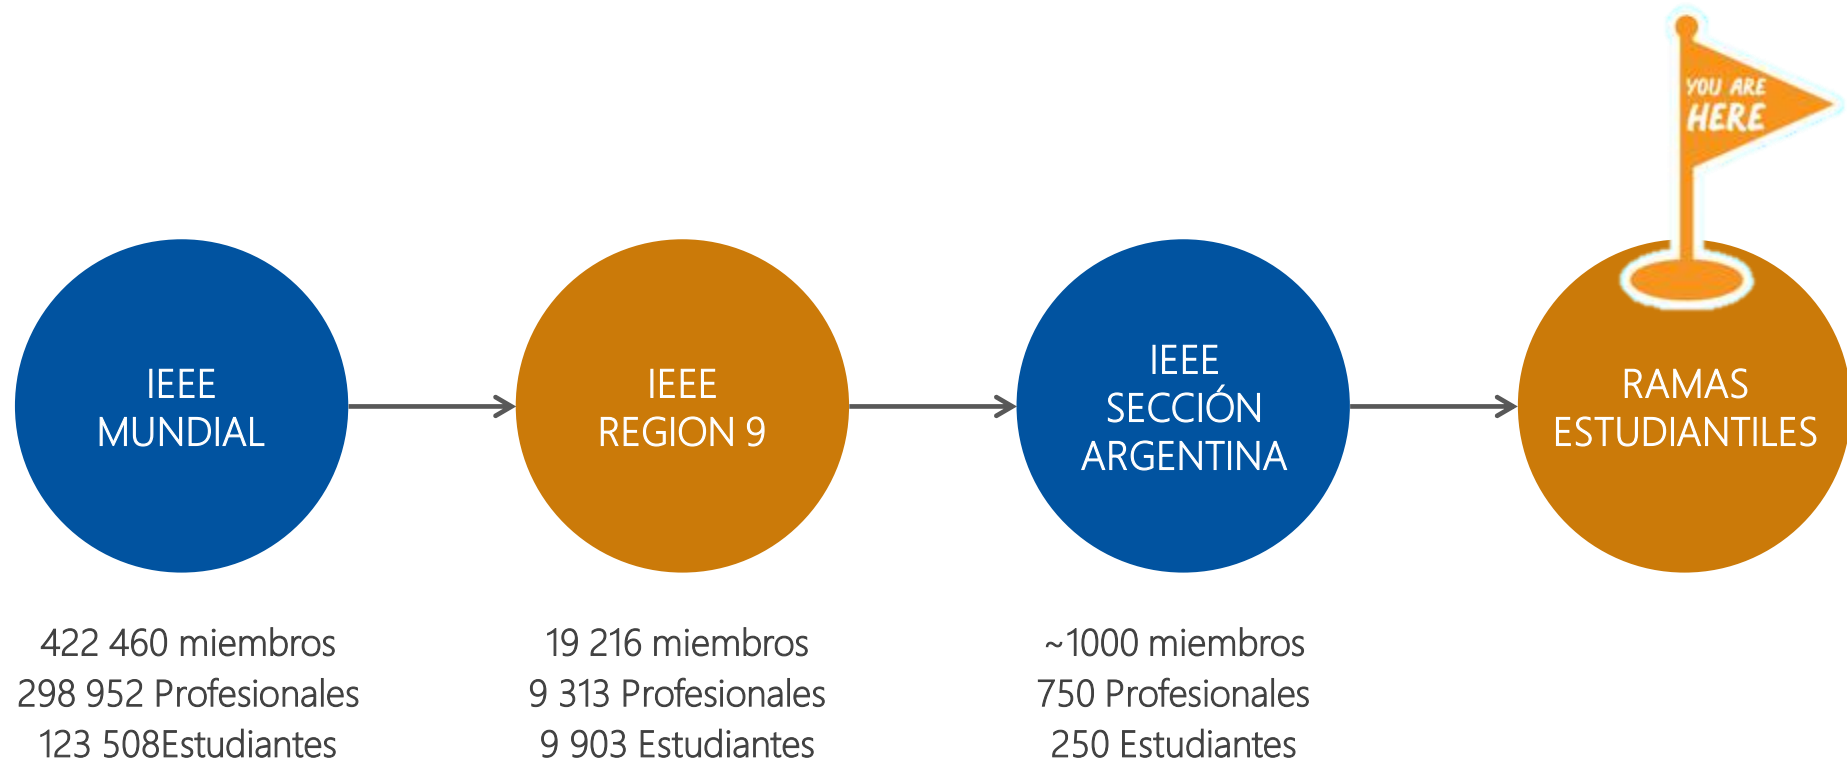 YOU ARE
HERE
IEEE
MUNDIAL
IEEE
REGION 9
IEEE
SECCIÓN
ARGENTINA
RAMAS
ESTUDIANTILES
422 460 miembros
298 952 Profesionales
123 508Estudiantes
19 216 miembros
9 313 Profesionales
9 903 Estudiantes
~1000 miembros
750 Profesionales
250 Estudiantes